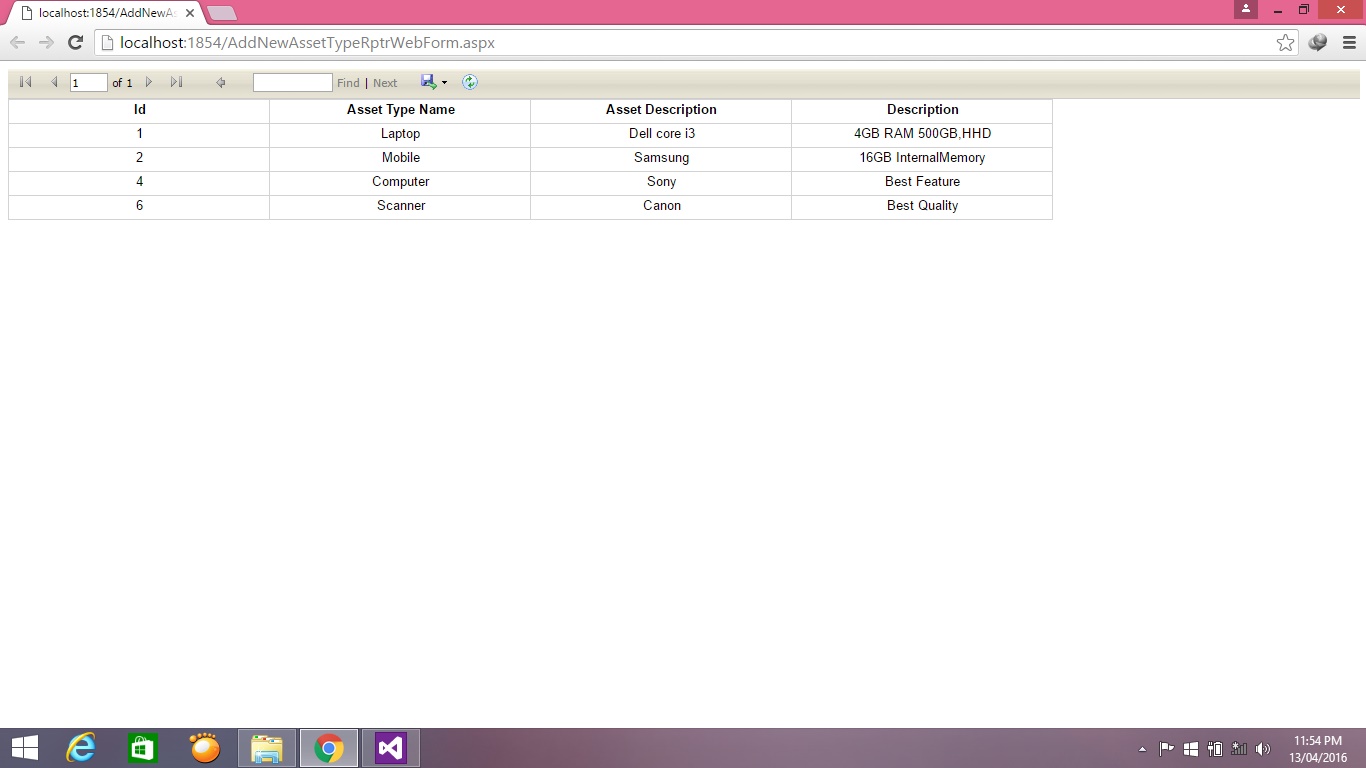 localhost:1854/AddNewAs
localhost:1854/AddNewAssetTypeRptrWebForm.aspx
1 of 1 Find | Next
Id Asset Type Name Asset Description Description
1 Laptop Dell core i3 4GB RAM 500GB,HHD
2 Mobile Samsung 16GB InternalMemory
4 Computer Sony Best Feature
6 Scanner Canon Best Quality
11:54 PM
13/04/2016